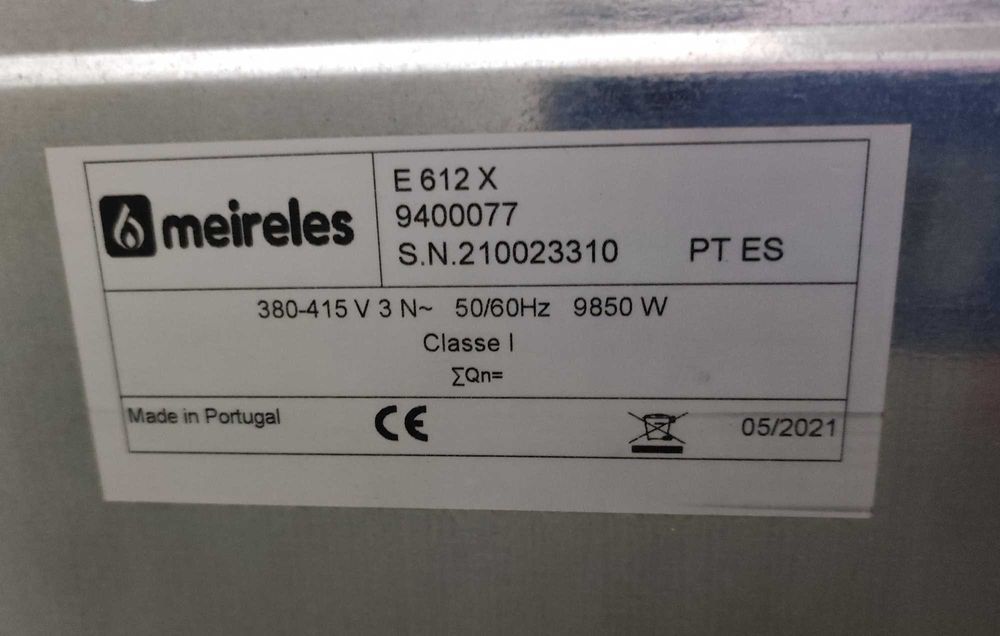 meireles
E 612 X
9400077
S.N.210023310 PT ES
380-415 V 3 N~ 50/60Hz 9850 W
Classe I
∑Qn=
Made in Portugal CE 05/2021